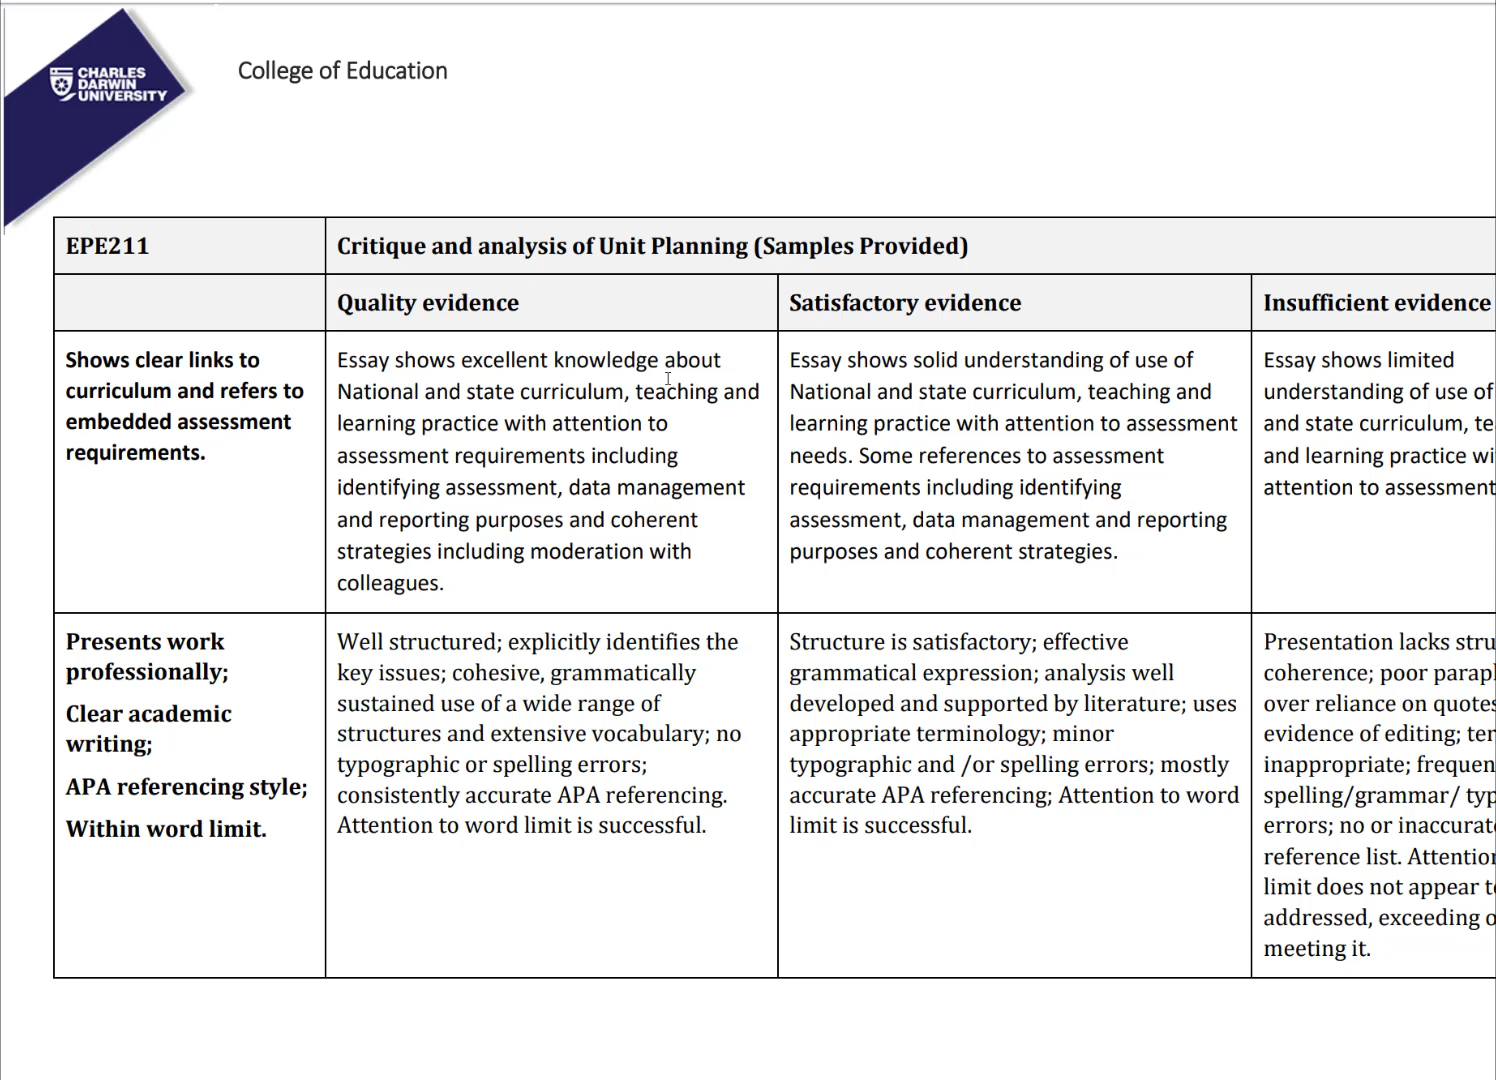 CHARLES
DARWIN
UNIVERSITY
College of Education
EPE211
Critique and analysis of Unit Planning (Samples Provided)
Quality evidence
Satisfactory evidence
Insufficient evidence
Shows clear links to
curriculum and refers to
embedded assessment
requirements.
Essay shows excellent knowledge about
National and state curriculum, teaching and
learning practice with attention to
assessment requirements including
identifying assessment, data management
and reporting purposes and coherent
strategies including moderation with
colleagues.
Essay shows solid understanding of use of
National and state curriculum, teaching and
learning practice with attention to assessment
needs. Some references to assessment
requirements including identifying
assessment, data management and reporting
purposes and coherent strategies.
Essay shows limited
understanding of use of
and state curriculum,
and learning practice
attention to assessment
Presents work
professionally;
Clear academic
writing;
APA referencing style;
Within word limit.
Well structured; explicitly identifies the
key issues; cohesive, grammatically
sustained use of a wide range of
structures and extensive vocabulary; no
typographic or spelling errors;
consistently accurate APA referencing.
Attention to word limit is successful.
Structure is satisfactory; effective
grammatical expression; analysis well
developed and supported by literature; uses
appropriate terminology; minor
typographic and /or spelling errors; mostly
accurate APA referencing; Attention to word
limit is successful.
Presentation lacks
coherence; poor
over reliance on
evidence of editing;
inappropriate;
spelling/grammar/
errors; no or
reference list.
limit does not appear
addressed, exceeding
meeting it.